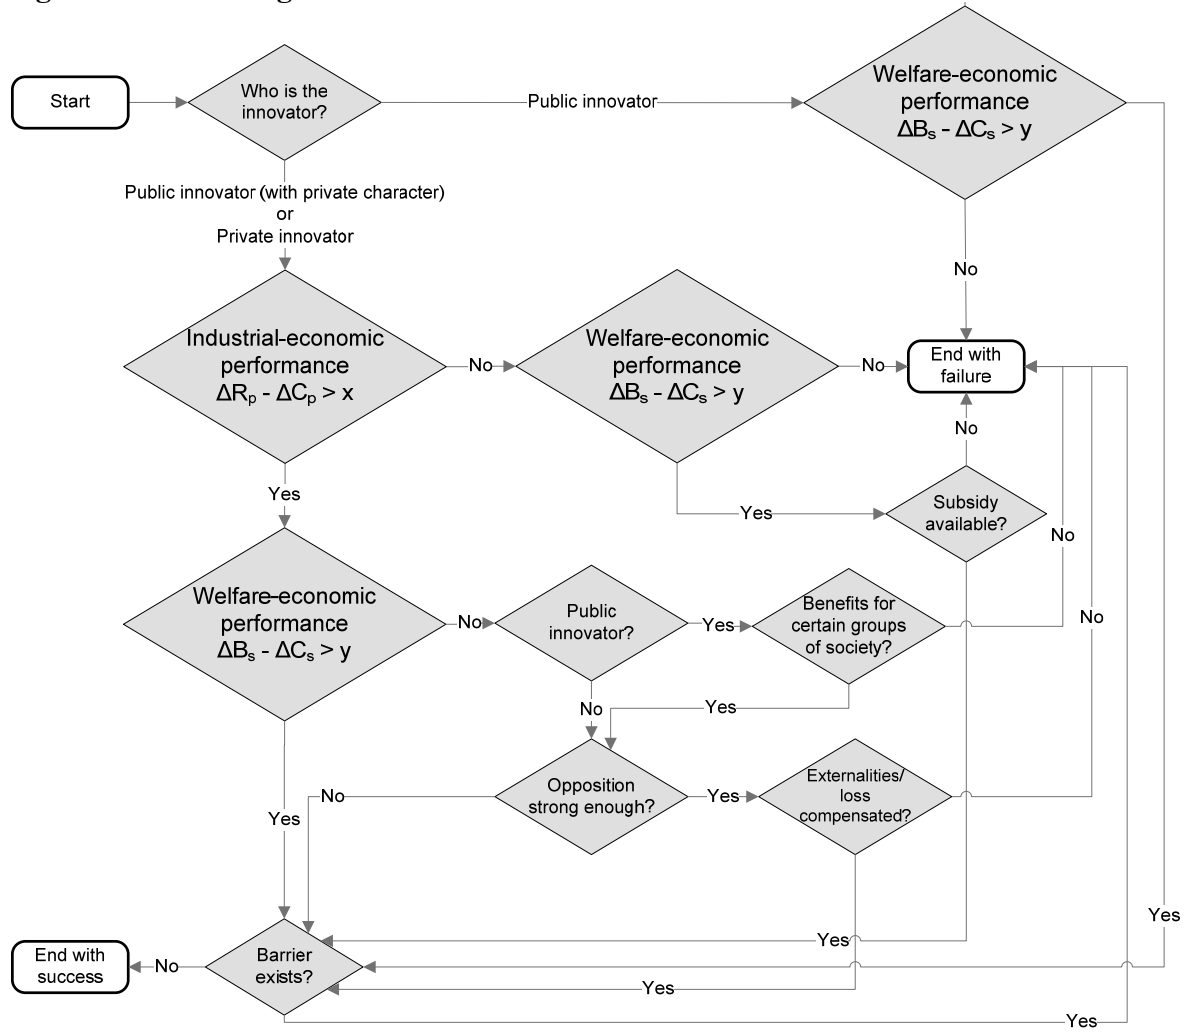 Start
Who is the
innovator?
Public innovator
Welfare-economic
performance
ΔBs - ΔCs > y
Public innovator (with private character)
or
Private innovator
No
Industrial-economic
performance
ΔRp - ΔCp > x
No
Welfare-economic
performance
ΔBs - ΔCs > y
No
End with
failure
No
Yes
Yes
Subsidy
available?
No
Welfare-economic
performance
ΔBs - ΔCs > y
No
Public
innovator?
Yes
Benefits for
certain groups
of society?
No
No
Yes
Opposition
strong enough?
Yes
Externalities/
loss
compensated?
No
Yes
Yes
Yes
End with
success
No
Barrier
exists?
Yes
Yes